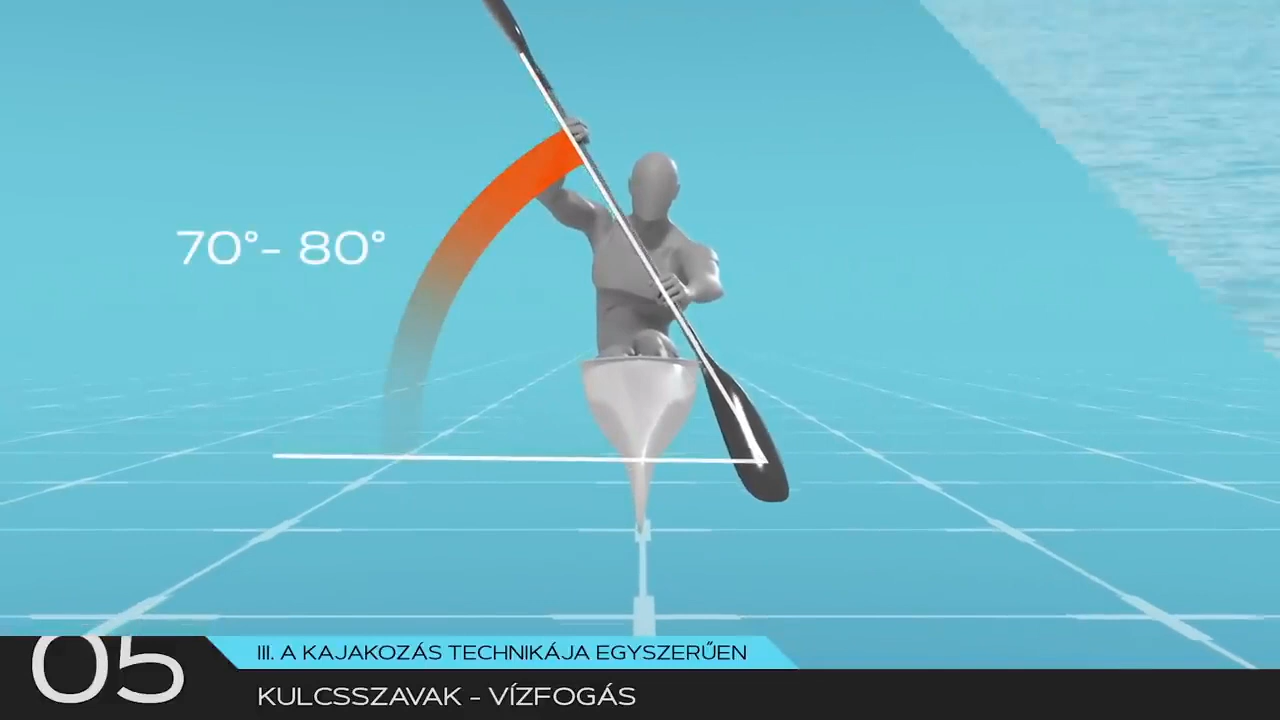 70°- 80°
05
III. A KAJAKOZÁS TECHNIKÁJA EGYSZERŰEN
KULCSSZAVAK - VÍZFOGÁS